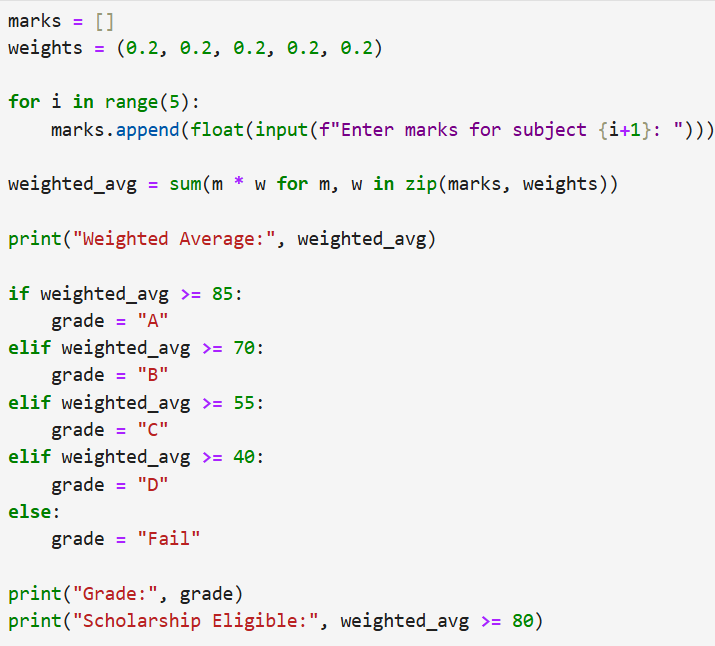 marks = []
weights = (0.2, 0.2, 0.2, 0.2, 0.2)

for i in range(5):
    marks.append(float(input(f"Enter marks for subject {i+1}: ")))

weighted_avg = sum(m * w for m, w in zip(marks, weights))

print("Weighted Average:", weighted_avg)

if weighted_avg >= 85:
    grade = "A"
elif weighted_avg >= 70:
    grade = "B"
elif weighted_avg >= 55:
    grade = "C"
elif weighted_avg >= 40:
    grade = "D"
else:
    grade = "Fail"

print("Grade:", grade)
print("Scholarship Eligible:", weighted_avg >= 80)